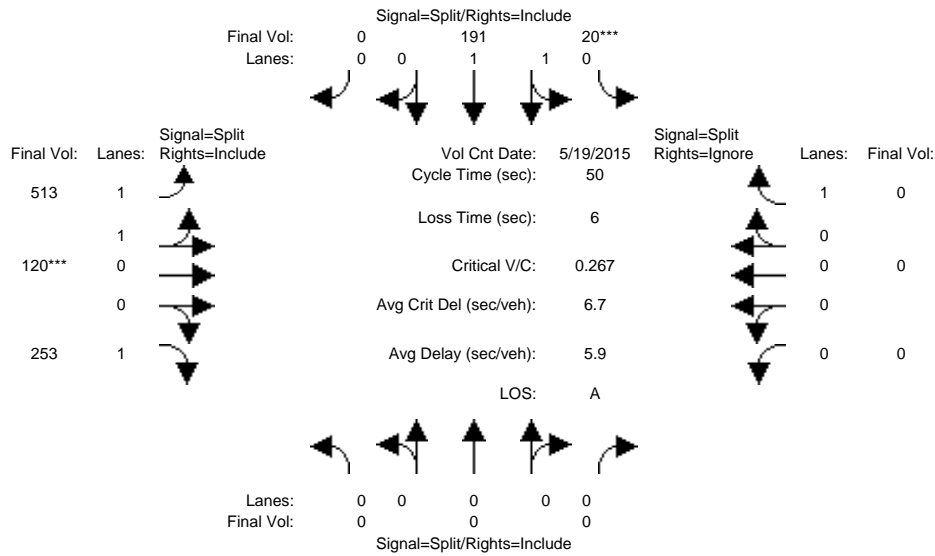 Signal=Split/Rights=Include
Final Vol: 0 191 20***
Lanes: 0 0 1 1 0
Signal=Split Signal=Split
Final Vol: Lanes: Rights=Include Vol Cnt Date: 5/19/2015 Rights=Ignore Lanes: Final Vol:
Cycle Time (sec): 50
513 1 1 0
Loss Time (sec): 6
1 0
120*** 0 Critical V/C: 0.267 0 0
0 Avg Crit Del (sec/veh): 6.7 0
253 1 Avg Delay (sec/veh): 5.9 0 0
LOS: A
Lanes: 0 0 0 0 0
Final Vol: 0 0 0
Signal=Split/Rights=Include